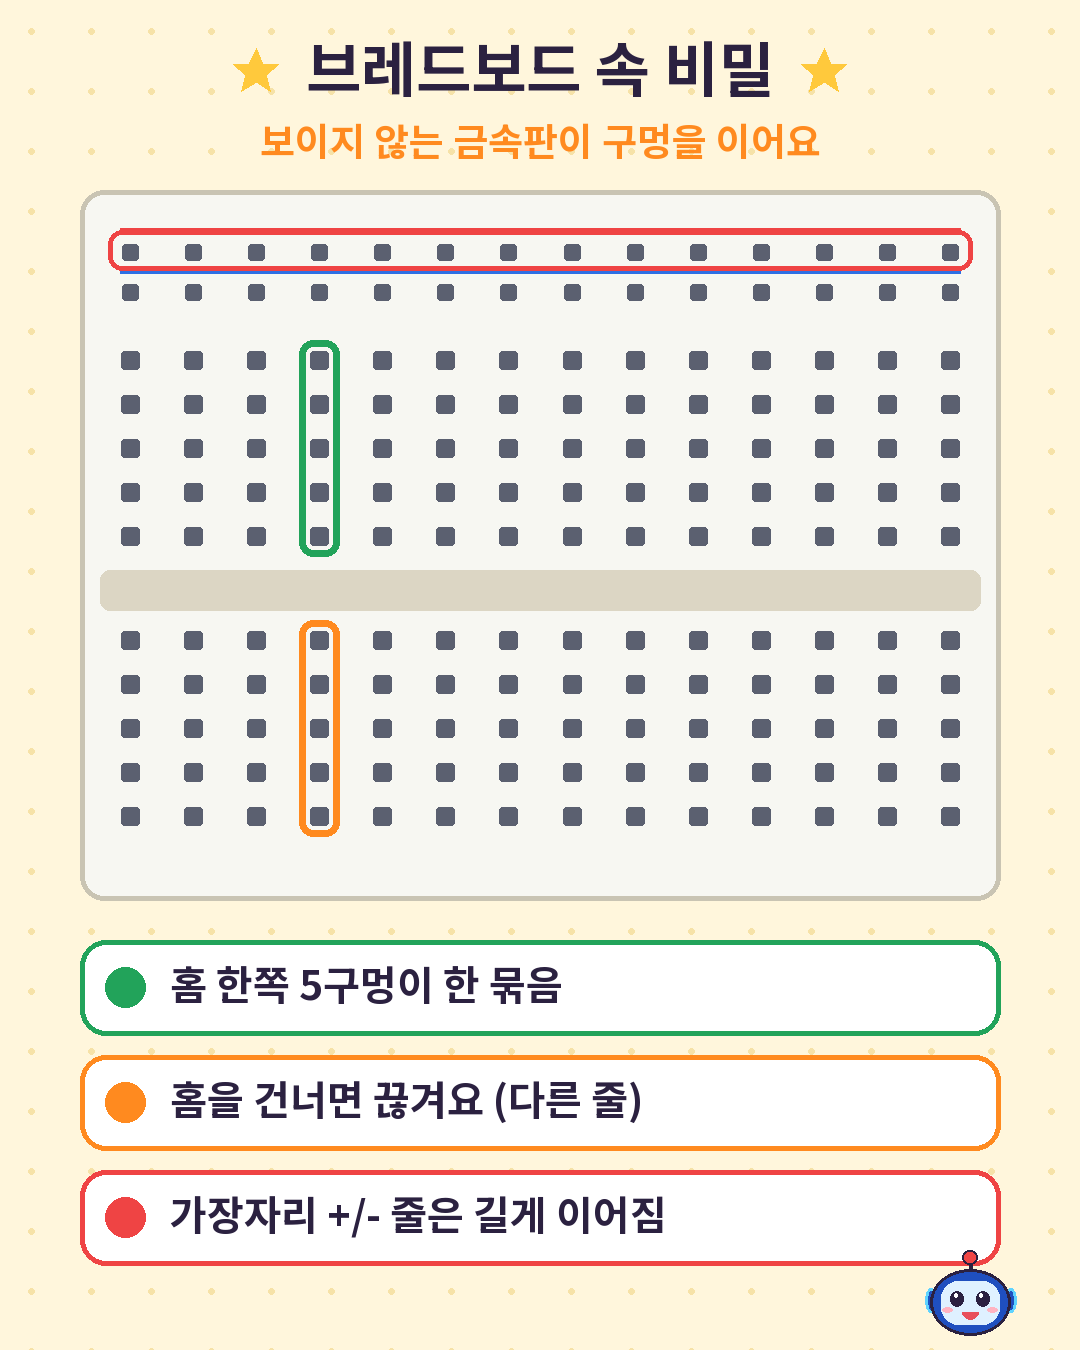 브레드보드 속 비밀
보이지 않는 금속판이 구멍을 이어요
홈 한쪽 5구멍이 한 묶음
홈을 건너면 끊겨요 (다른 줄)
가장자리 +/- 줄은 길게 이어짐